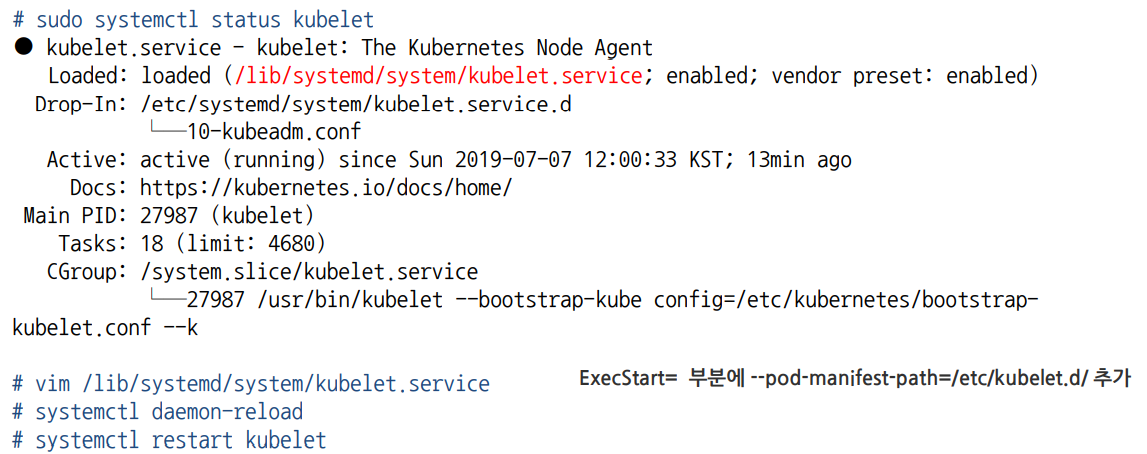 # sudo systemctl status kubelet
● kubelet.service - kubelet: The Kubernetes Node Agent
Loaded: loaded (/lib/systemd/system/kubelet.service; enabled; vendor preset: enabled)
Drop-In: /etc/systemd/system/kubelet.service.d
└──10-kubeadm.conf
Active: active (running) since Sun 2019-07-07 12:00:33 KST; 13min ago
Docs: https://kubernetes.io/docs/home/
Main PID: 27987 (kubelet)
Tasks: 18 (limit: 4680)
CGroup: /system.slice/kubelet.service
└──27987 /usr/bin/kubelet --bootstrap-kube config=/etc/kubernetes/bootstrap-
kubelet.conf --k
# vim /lib/systemd/system/kubelet.service
ExecStart= 부분에 --pod-manifest-path=/etc/kubelet.d/ 추가
# systemctl daemon-reload
# systemctl restart kubelet